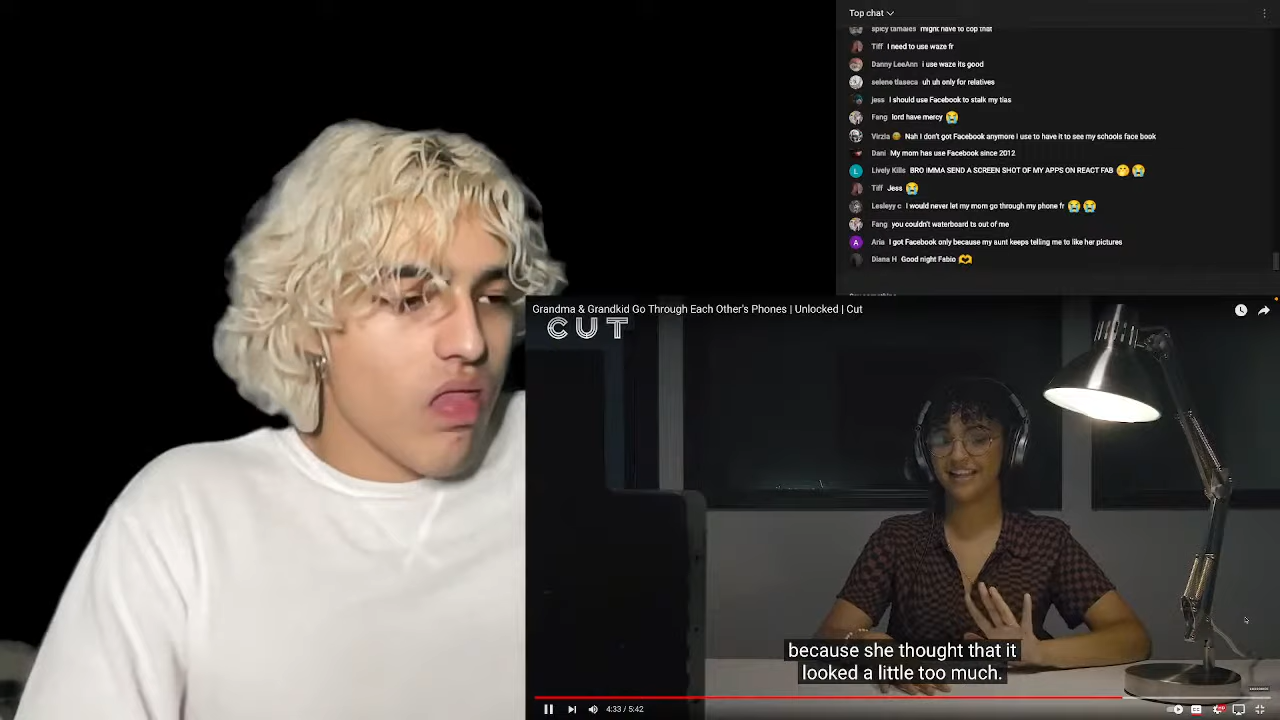 Top chat
spicy tamales might have to cop that
Tiff I need to use waze fr
Danny LeeAnn i use waze its good
selene tlaseca uh uh only for relatives
jess I should use Facebook to stalk my tias
Fang lord have mercy 😭
Virzia Nah I don't got Facebook anymore I use to have it to see my schools face book
Dani My mom has use Facebook since 2012
L Lively Kills BRO IMMA SEND A SCREEN SHOT OF MY APPS ON REACT FAB 🤭 😭
Tiff Jess 😭
Lesleyy c I would never let my mom go through my phone fr 😭 😭
Fang you couldn't waterboard ts out of me
A Aria I got Facebook only because my aunt keeps telling me to like her pictures
Diana H Good night Fabio 🫶
Grandma & Grandkid Go Through Each Other's Phones | Unlocked | Cut
CUT
because she thought that it
looked a little too much.
4:33 / 5:42
CC
HD